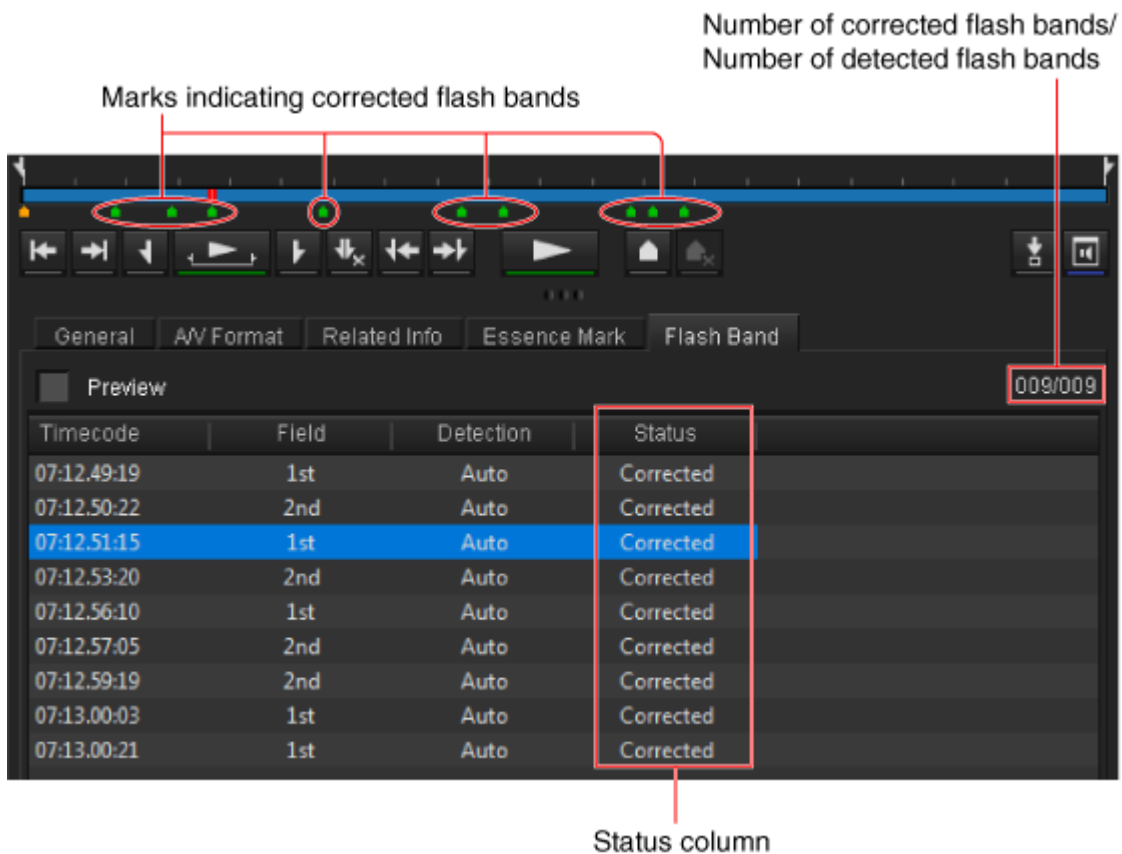 Number of corrected flash bands/
Number of detected flash bands
Marks indicating corrected flash bands
General A/V Format Related Info Essence Mark Flash Band
Preview 009/009
Timecode Field Detection Status
07:12.49:19 1st Auto Corrected
07:12.50:22 2nd Auto Corrected
07:12.51:15 1st Auto Corrected
07:12.53:20 2nd Auto Corrected
07:12.56:10 1st Auto Corrected
07:12.57:05 2nd Auto Corrected
07:12.59:19 2nd Auto Corrected
07:13.00:03 1st Auto Corrected
07:13.00:21 1st Auto Corrected
Status column